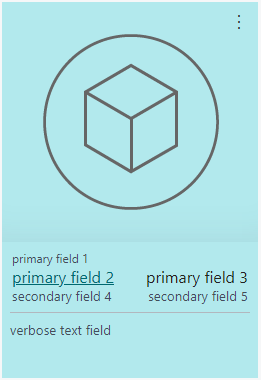 primary field 1
primary field 2 primary field 3
secondary field 4 secondary field 5
verbose text field